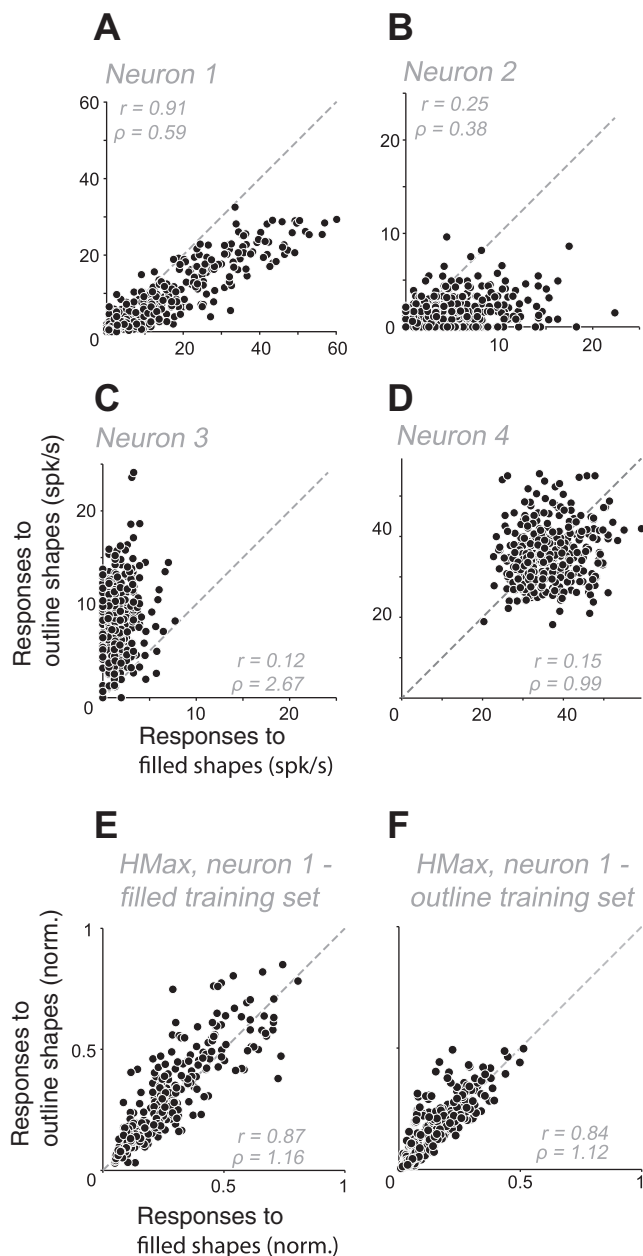 A
Neuron 1
r = 0.91
ρ = 0.59
60
40
20
0
20
40
60
B
Neuron 2
r = 0.25
ρ = 0.38
20
10
0
10
20
C
Neuron 3
20
10
0
10
20
r = 0.12
ρ = 2.67
Responses to
outline shapes (spk/s)
Responses to
filled shapes (spk/s)
D
Neuron 4
40
20
0
20
40
r = 0.15
ρ = 0.99
E
HMax, neuron 1 -
filled training set
1
0.5
0
0.5
1
r = 0.87
ρ = 1.16
Responses to
outline shapes (norm.)
Responses to
filled shapes (norm.)
F
HMax, neuron 1 -
outline training set
r = 0.84
ρ = 1.12
0
0.5
1